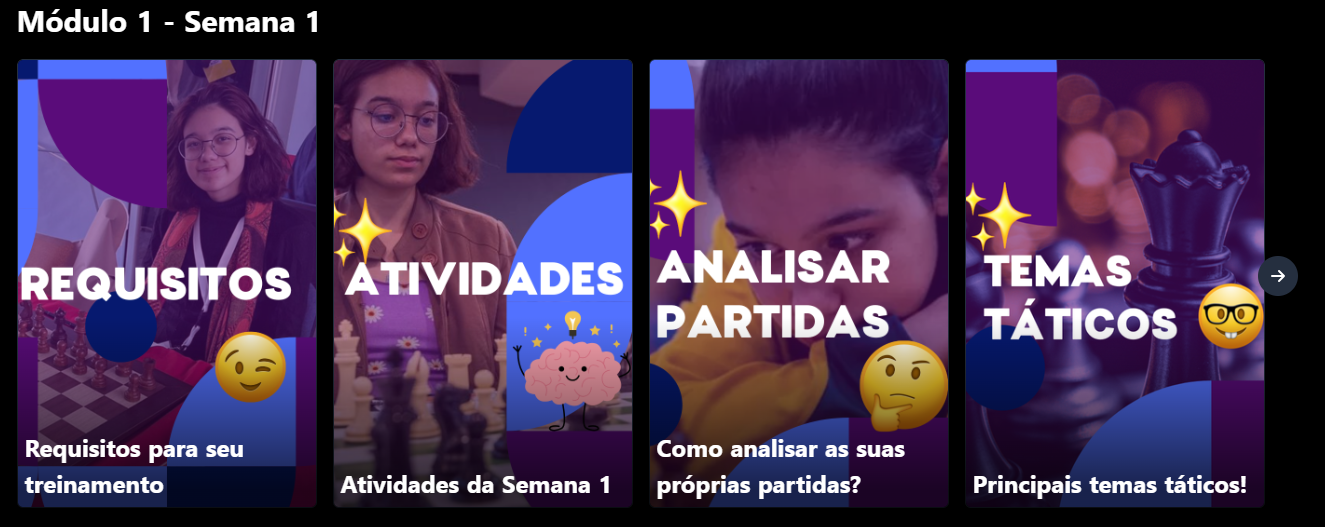 Módulo 1 - Semana 1
REQUISITOS
Requisitos para seu
treinamento
ATIVIDADES
Atividades da Semana 1
ANALISAR
PARTIDAS
Como analisar as suas
próprias partidas?
TEMAS
TÁTICOS
Principais temas táticos!